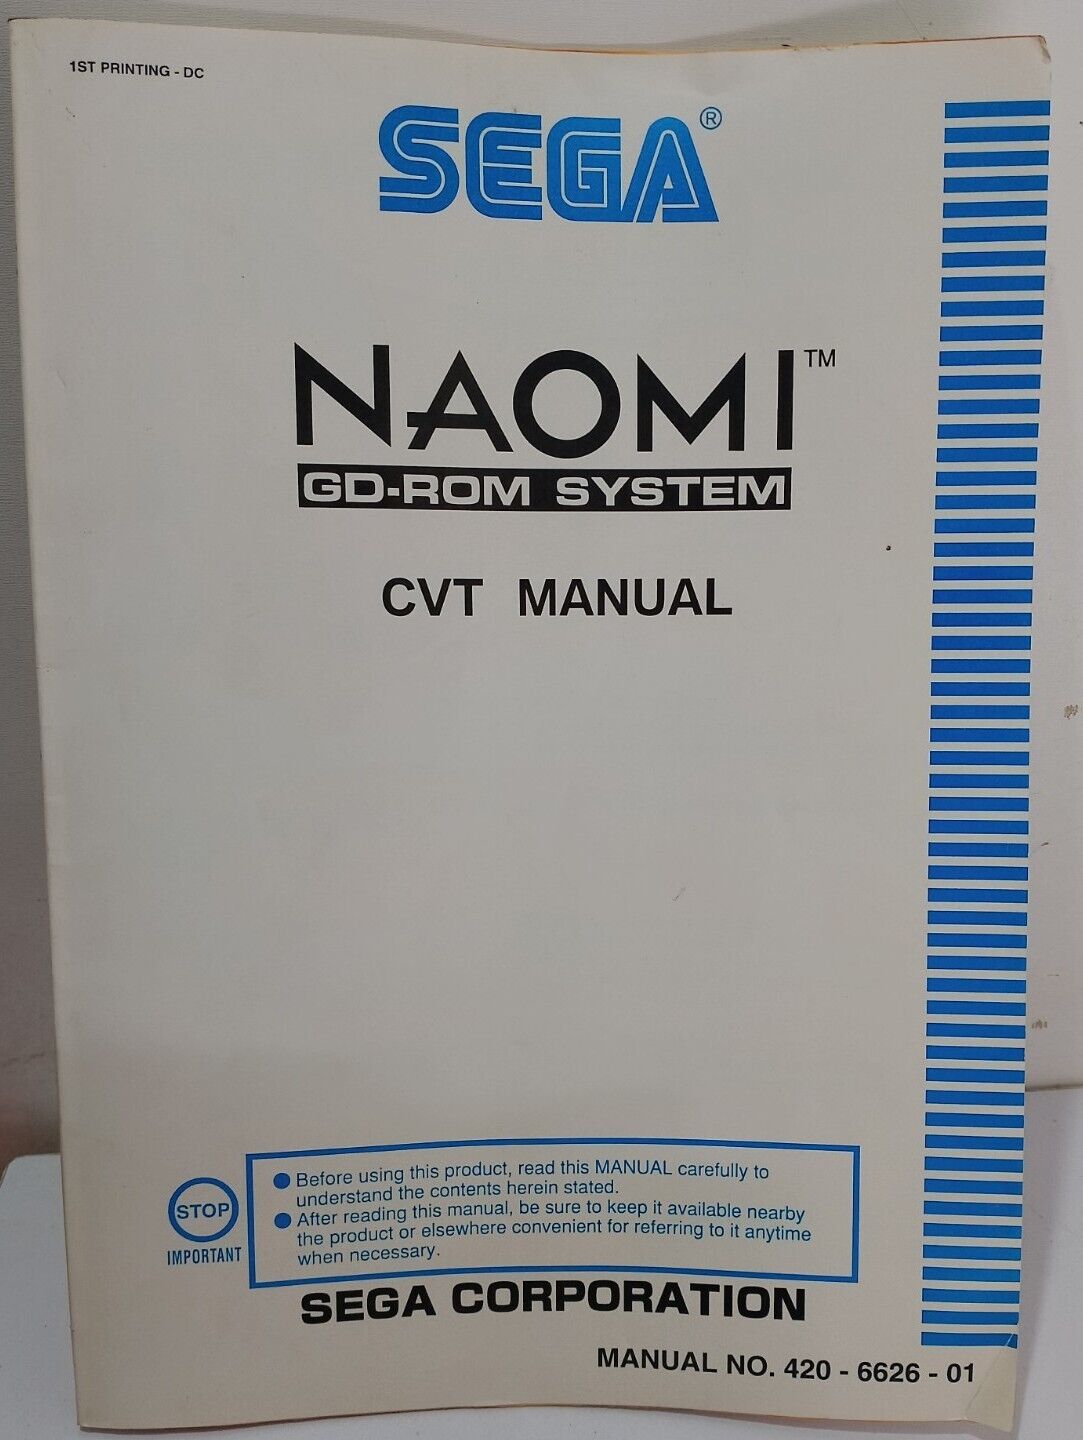 1ST PRINTING - DC
SEGA®
NAOMI™
GD-ROM SYSTEM
CVT MANUAL
● Before using this product, read this MANUAL carefully to
understand the contents herein stated.
● After reading this manual, be sure to keep it available nearby
the product or elsewhere convenient for referring to it anytime
when necessary.
STOP
IMPORTANT
SEGA CORPORATION
MANUAL NO. 420 - 6626 - 01